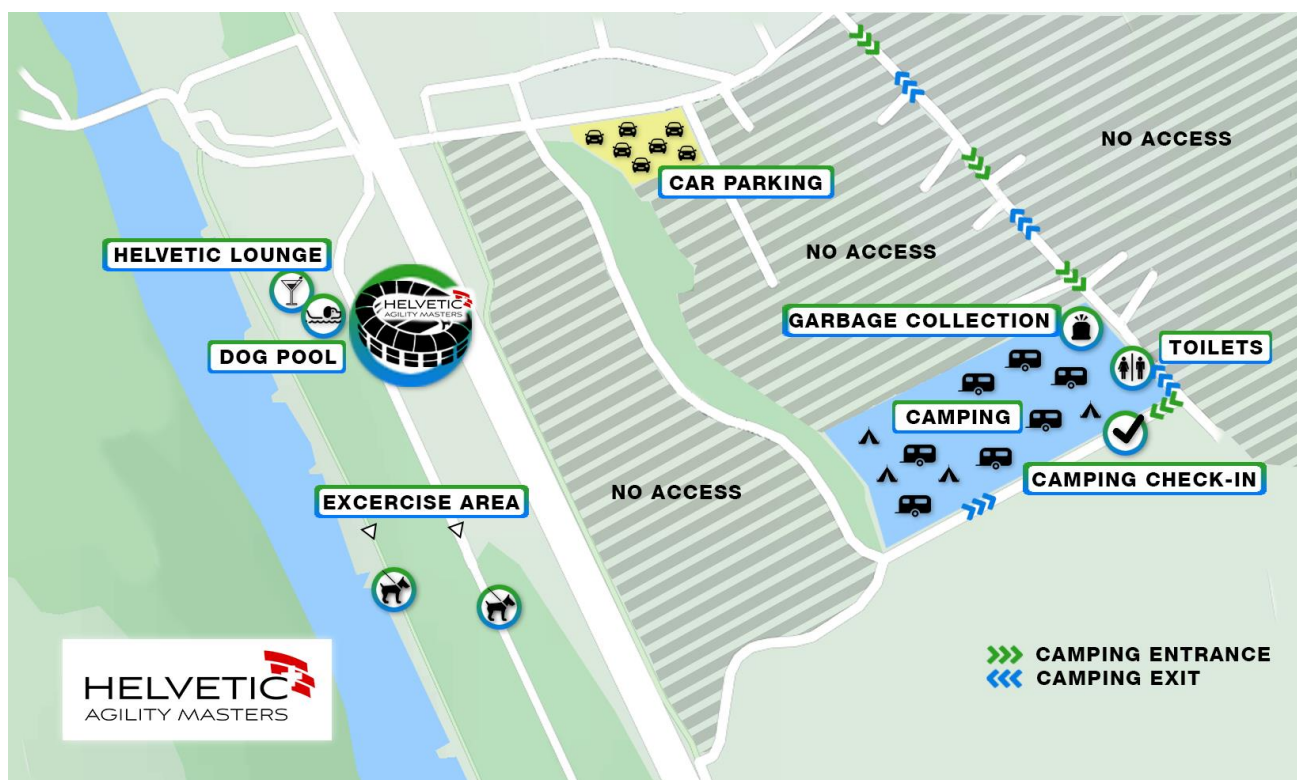 NO ACCESS
CAR PARKING
NO ACCESS
HELVETIC LOUNGE
HELVETIC
AGILITY MASTERS
DOG POOL
GARBAGE COLLECTION
TOILETS
CAMPING
CAMPING CHECK-IN
NO ACCESS
EXCERCISE AREA
HELVETIC
AGILITY MASTERS
CAMPING ENTRANCE
CAMPING EXIT